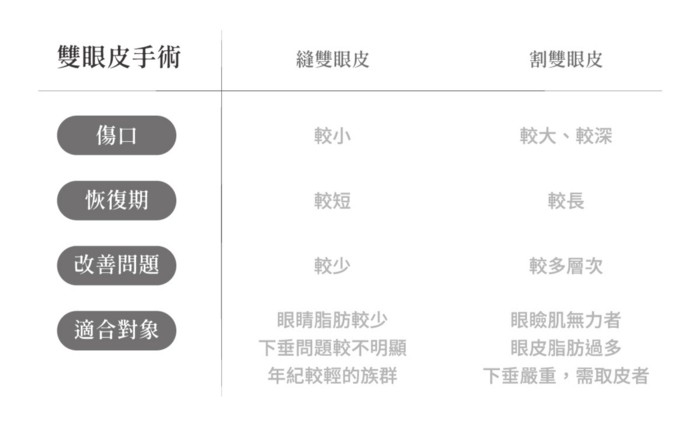 雙眼皮手術 縫雙眼皮 割雙眼皮
傷口 較小 較大、較深
恢復期 較短 較長
改善問題 較少 較多層次
適合對象 眼睛脂肪較少 眼瞼肌無力者
下垂問題較不明顯 眼皮脂肪過多
年紀較輕的族群 下垂嚴重，需取皮者